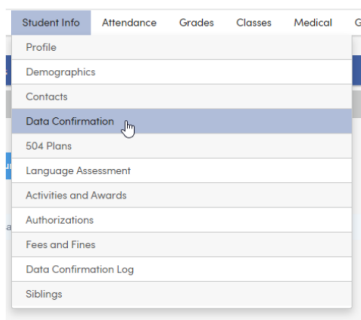 Student Info Attendance Grades Classes Medical G
Profile
Demographics
Contacts
Data Confirmation
504 Plans
Language Assessment
Activities and Awards
Authorizations
Fees and Fines
Data Confirmation Log
Siblings